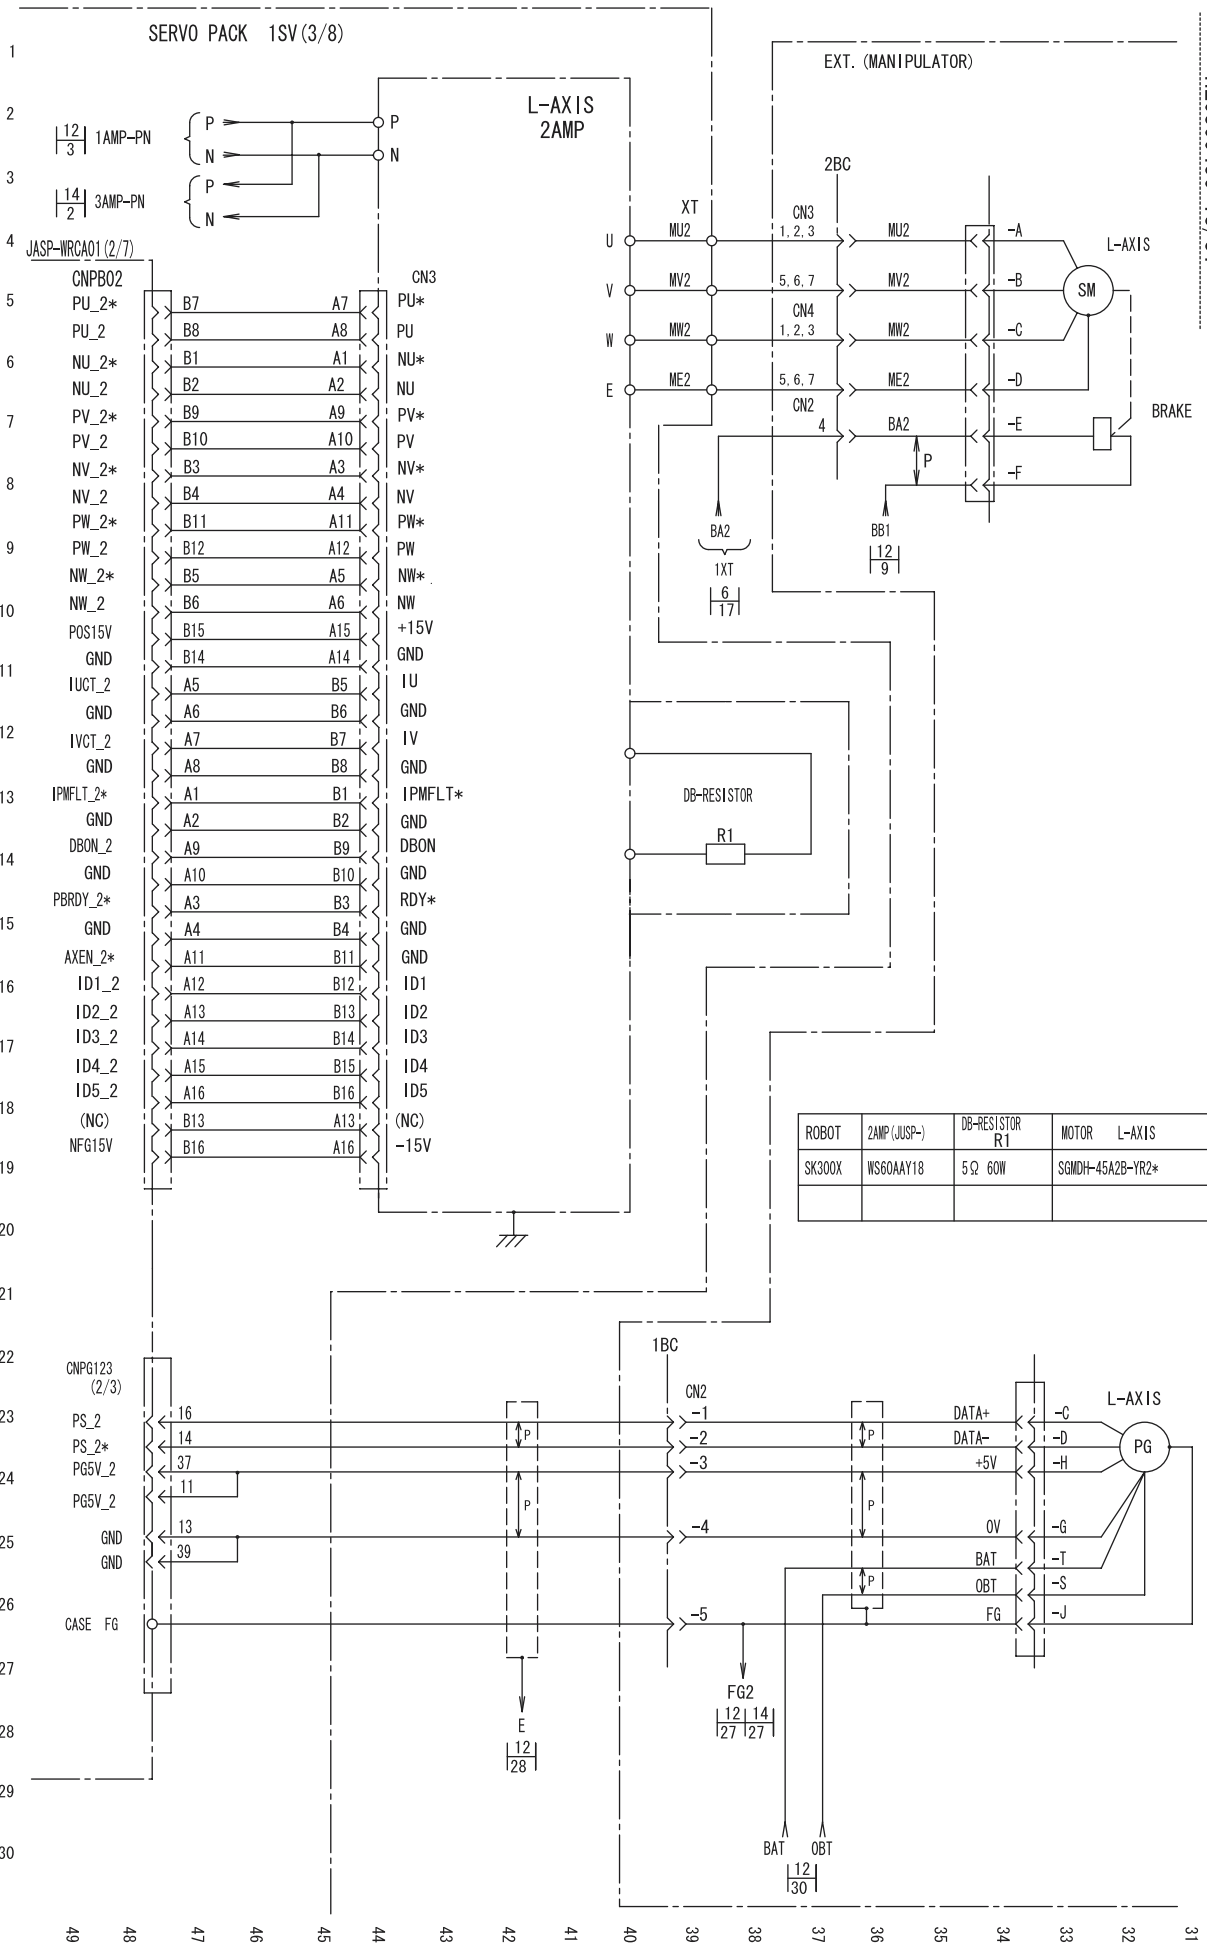 SERVO PACK 1SV(3/8)
EXT. (MANIPULATOR)
L-AXIS
2AMP
12
3
1AMP-PN
P
N
P
N
14
2
3AMP-PN
P
N
JASP-WRCA01(2/7)
CNPB02
CN3
PU_2* B7 A7 PU*
PU_2 B8 A8 PU
NU_2* B1 A1 NU*
NU_2 B2 A2 NU
PV_2* B9 A9 PV*
PV_2 B10 A10 PV
NV_2* B3 A3 NV*
NV_2 B4 A4 NV
PW_2* B11 A11 PW*
PW_2 B12 A12 PW
NW_2* B5 A5 NW*
NW_2 B6 A6 NW
POS15V B15 A15 +15V
GND B14 A14 GND
IUCT_2 A5 B5 IU
GND A6 B6 GND
IVCT_2 A7 B7 IV
GND A8 B8 GND
IPMFLT_2* A1 B1 IPMFLT*
GND A2 B2 GND
DBON_2 A9 B9 DBON
GND A10 B10 GND
PBRDY_2* A3 B3 RDY*
GND A4 B4 GND
AXEN_2* A11 B11 GND
ID1_2 A12 B12 ID1
ID2_2 A13 B13 ID2
ID3_2 A14 B14 ID3
ID4_2 A15 B15 ID4
ID5_2 A16 B16 ID5
(NC) B13 A13 (NC)
NFG15V B16 A16 -15V
2BC
XT
CN3
U MU2 1,2,3 MU2 -A
L-AXIS
V MV2 5,6,7 MV2 -B
SM
CN4
W MW2 1,2,3 MW2 -C
E ME2 5,6,7 ME2 -D
CN2
4 BA2 -E
BRAKE
P
-F
BA2
1XT
6
17
BB1
12
9
DB-RESISTOR
R1
ROBOT 2AMP(JUSP-) DB-RESISTOR R1 MOTOR L-AXIS
SK300X WS60AAY18 5Ω 60W SGMDH-45A2B-YR2*
1BC
CNPG123
(2/3)
CN2
L-AXIS
PS_2 16 -1 DATA+ -C
P P
PS_2* 14 -2 DATA- -D
PG
PG5V_2 37 -3 +5V -H
PG5V_2 11
P P
GND 13 -4 0V -G
GND 39
BAT -T
P
OBT -S
CASE FG -5 FG -J
FG2
12 14
27 27
E
12
28
BAT OBT
12
30
1
2
3
4
5
6
7
8
9
10
11
12
13
14
15
16
17
18
19
20
21
22
23
24
25
26
27
28
29
30
49 48 47 46 45 44 43 42 41 40 39 38 37 36 35 34 33 32 31